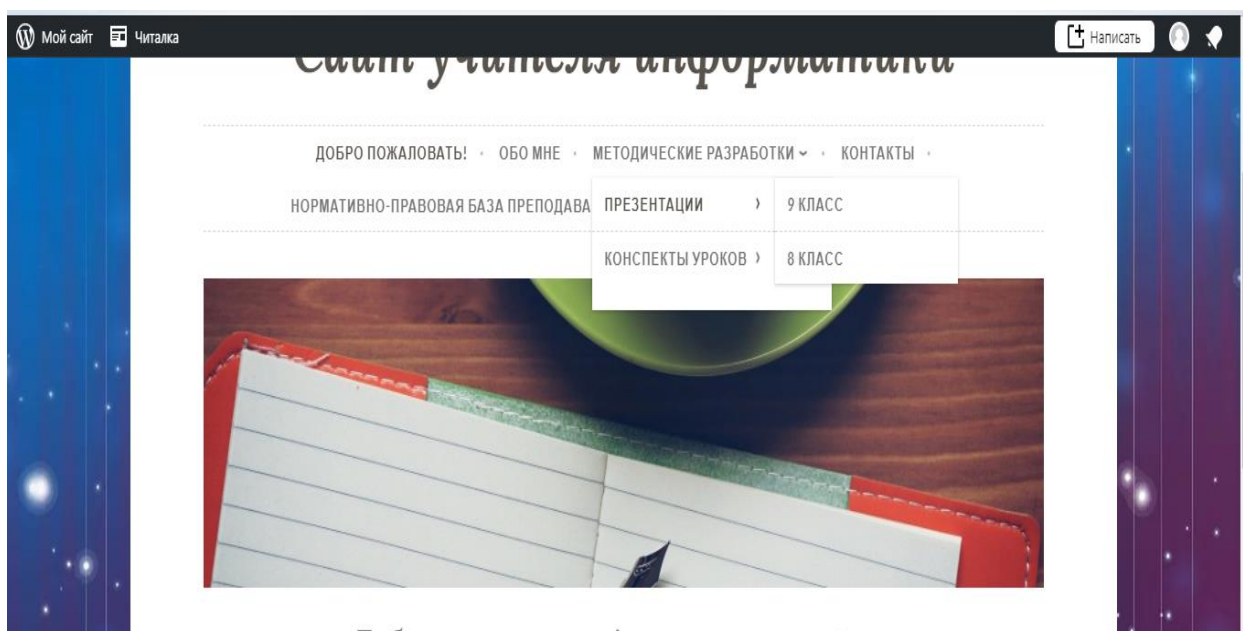 Мой сайт Читалка Написать
Сайт учителя информатики
ДОБРО ПОЖАЛОВАТЬ! ОБО МНЕ МЕТОДИЧЕСКИЕ РАЗРАБОТКИ КОНТАКТЫ
НОРМАТИВНО-ПРАВОВАЯ БАЗА ПРЕПОДАВА ПРЕЗЕНТАЦИИ 9 КЛАСС
КОНСПЕКТЫ УРОКОВ 8 КЛАСС